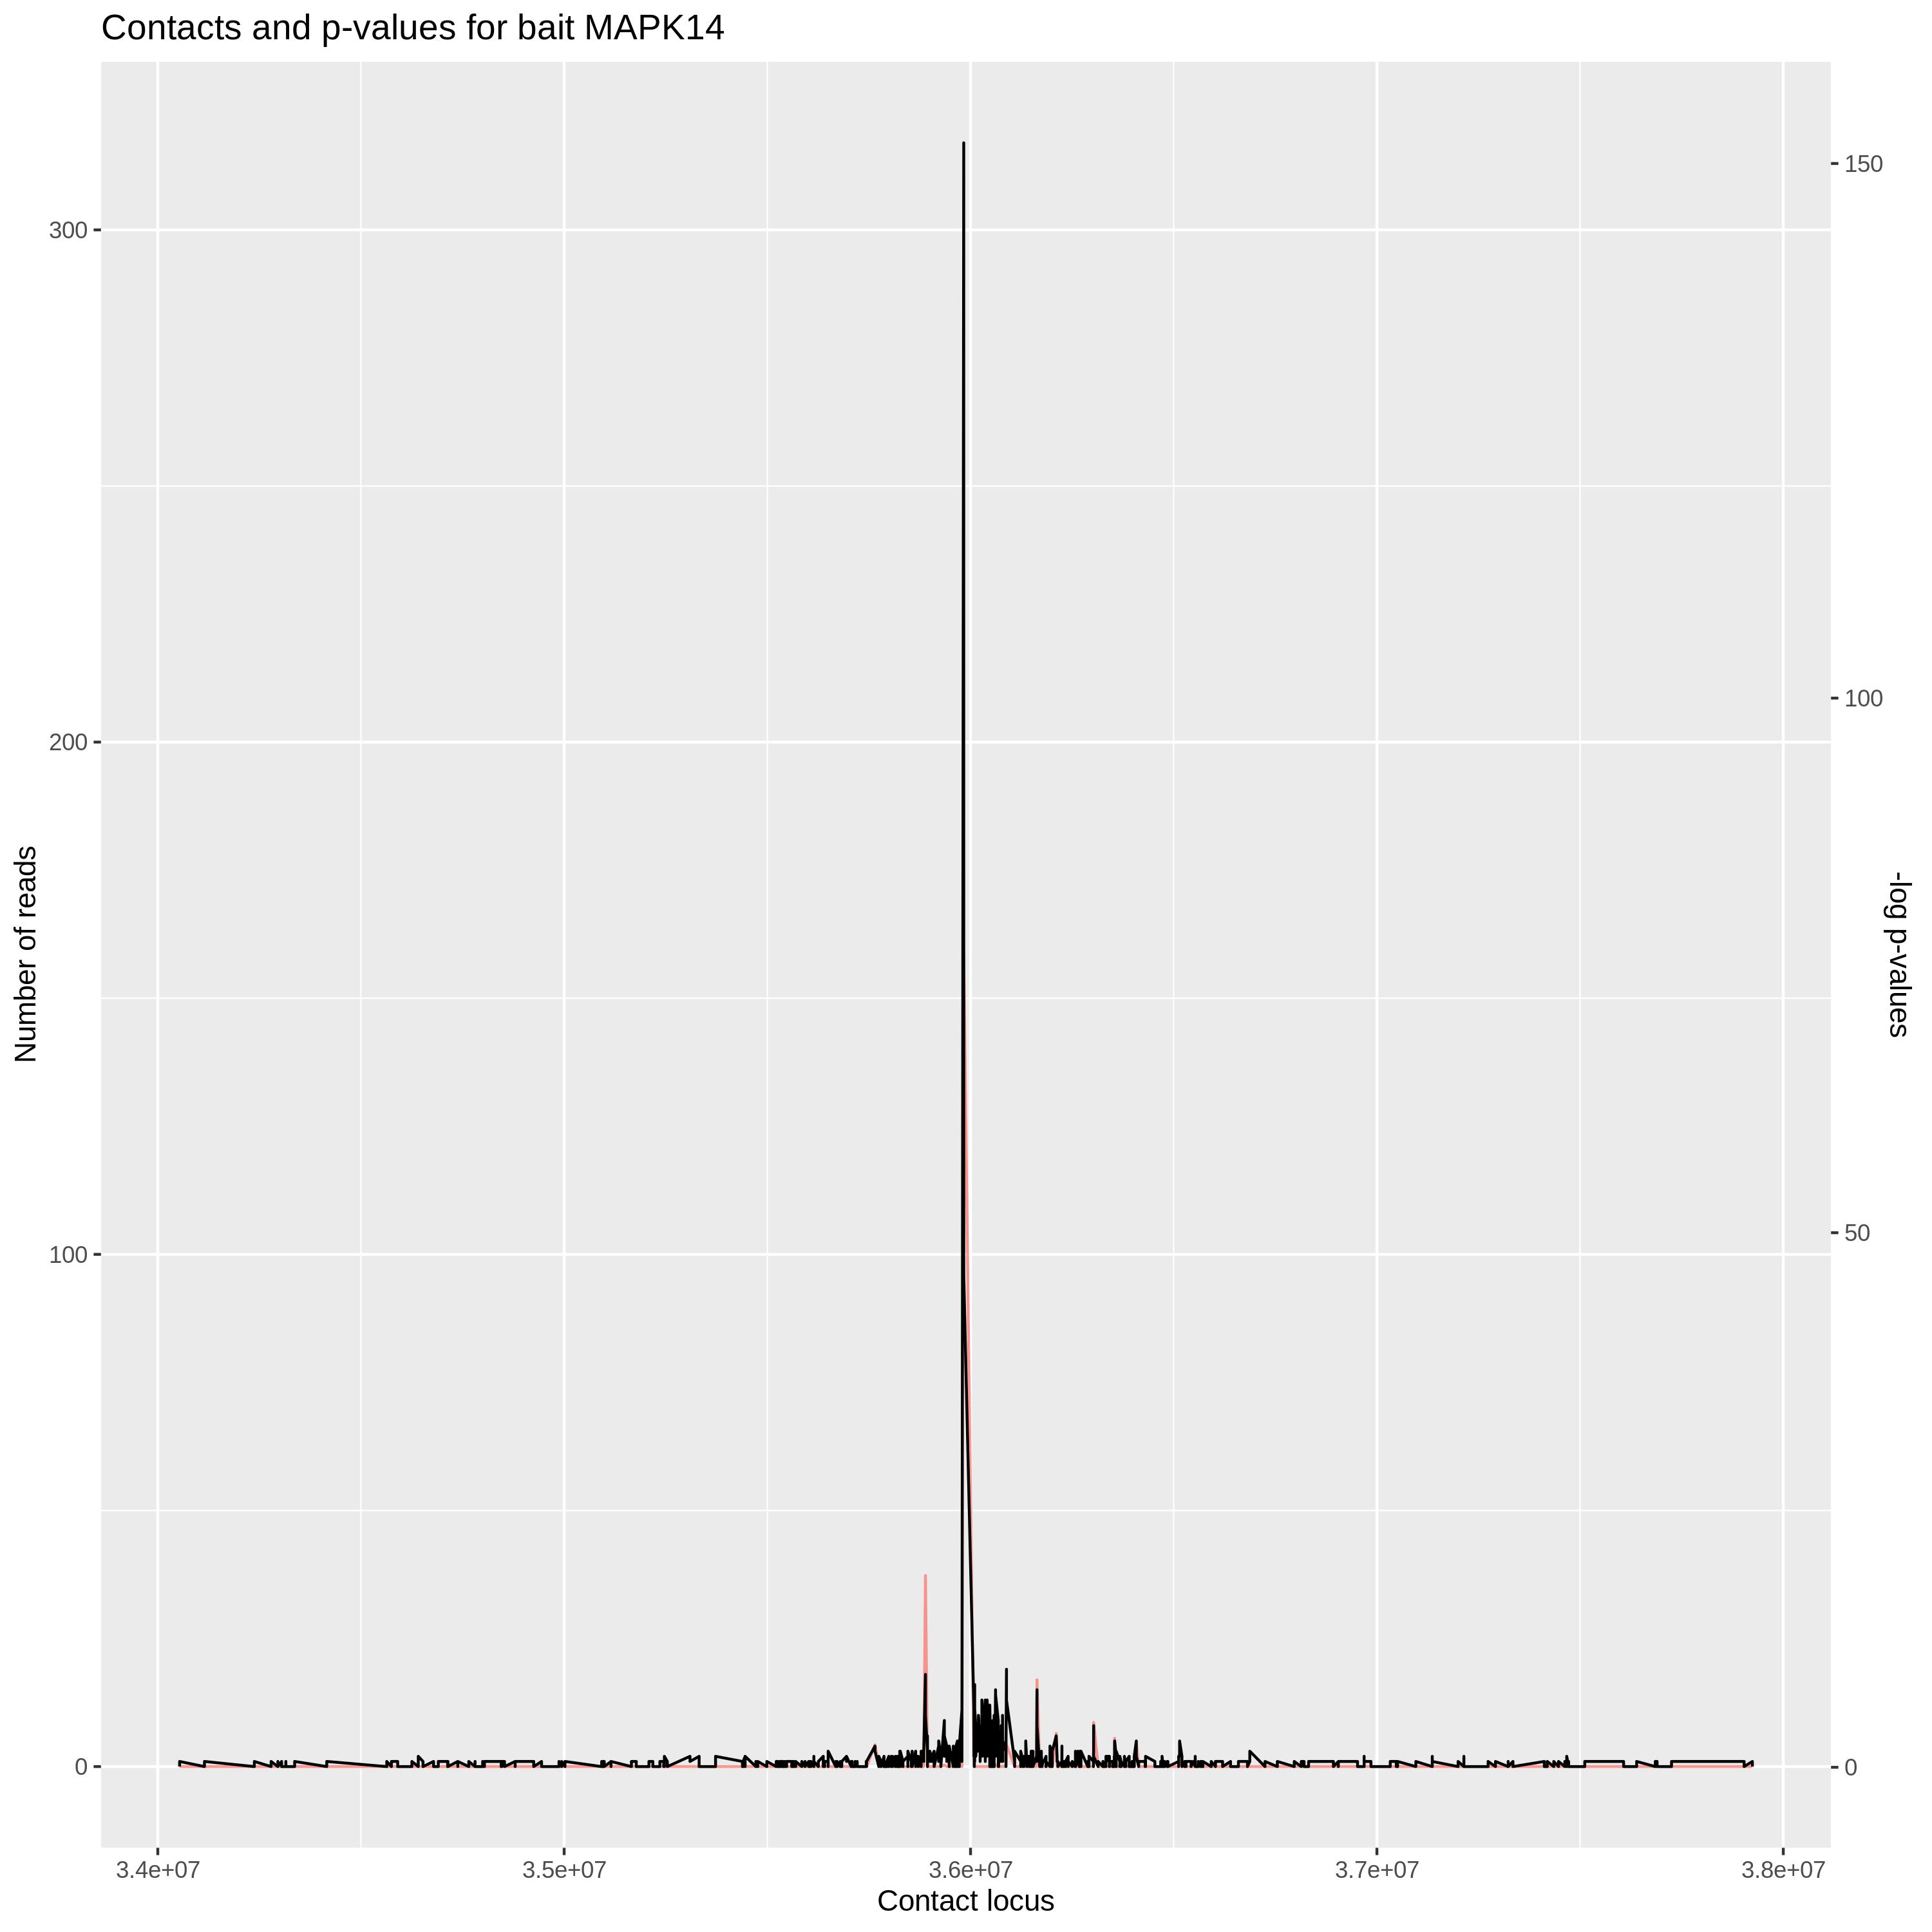 Contacts and p-values for bait MAPK14
Number of reads
300
200
100
0
150
100
50
0
-log p-values
3.4e+07 3.5e+07 3.6e+07 3.7e+07 3.8e+07
Contact locus